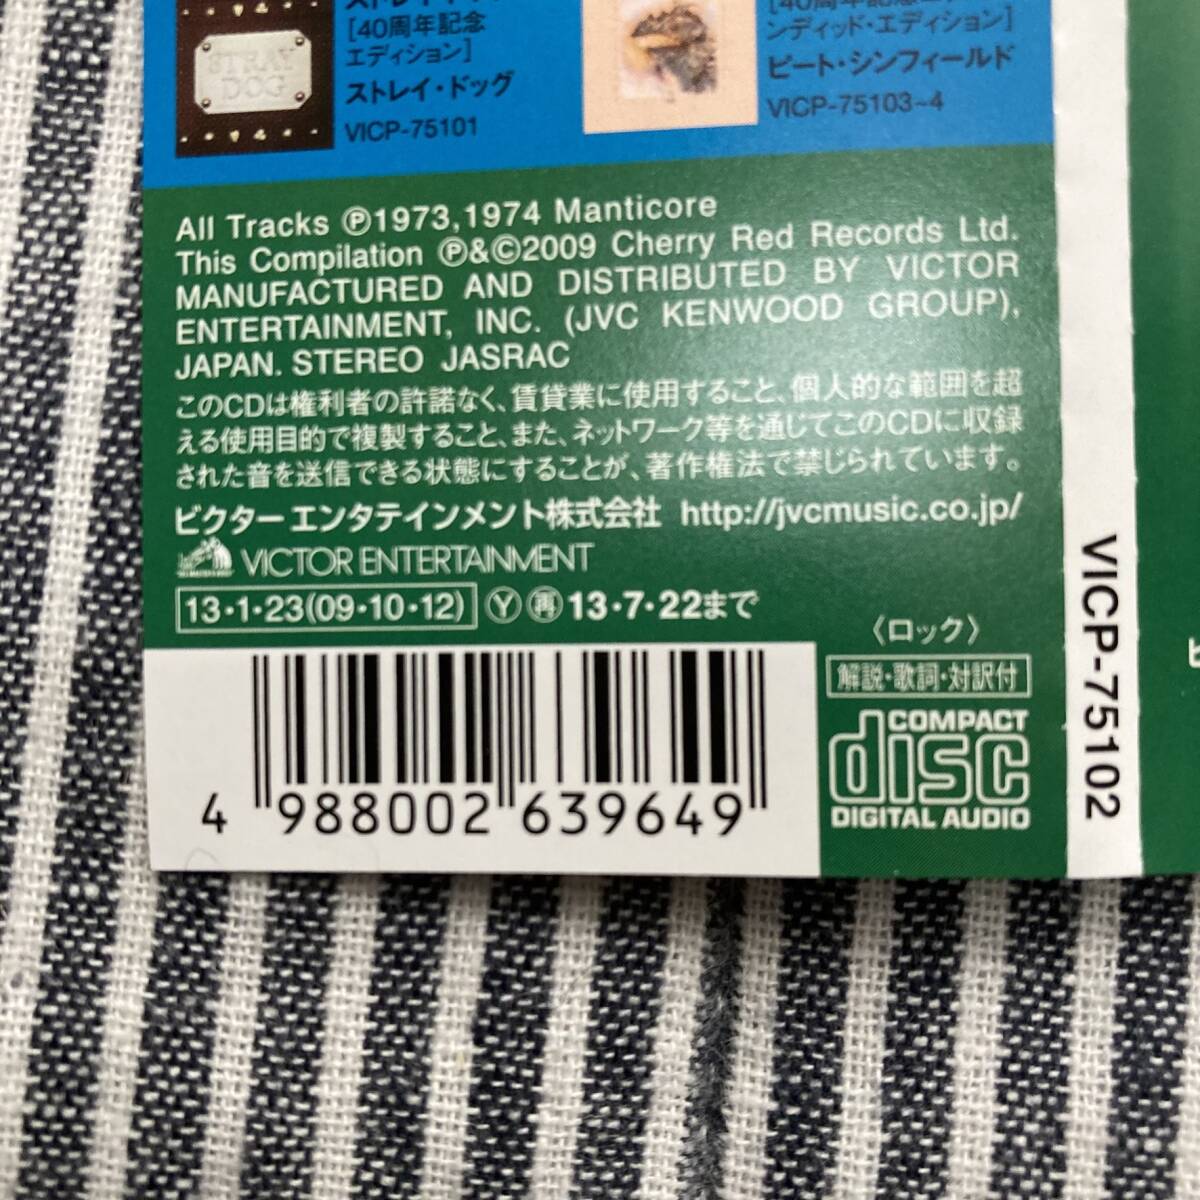 STRAY
DOG
[40周年記念
エディション]
ストレイ・ドッグ
VICP-75101
ンディッド・エディション]
ピート・シンフィールド
VICP-75103~4
All Tracks Ⓟ1973,1974 Manticore
This Compilation Ⓟ&©2009 Cherry Red Records Ltd.
MANUFACTURED AND DISTRIBUTED BY VICTOR
ENTERTAINMENT, INC. (JVC KENWOOD GROUP),
JAPAN. STEREO JASRAC
このCDは権利者の許諾なく、賃貸業に使用すること、個人的な範囲を超
える使用目的で複製すること、また、ネットワーク等を通じてこのCDに収録
された音を送信できる状態にすることが、著作権法で禁じられています。
ビクターエンタテインメント株式会社 http://jvcmusic.co.jp/
VICTOR ENTERTAINMENT
13・1・23(09・10・12) Ⓨ 再 13・7・22まで
〈ロック〉
解説・歌詞・対訳付
COMPACT
disc
DIGITAL AUDIO
4 988002 639649
VICP-75102